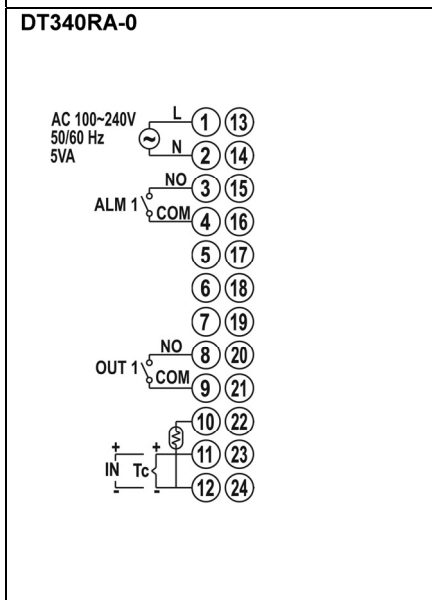 DT340RA-0
AC 100~240V
50/60 Hz
5VA
L
N
1 13
2 14
NO
3 15
ALM 1
COM
4 16
5 17
6 18
7 19
NO
8 20
OUT 1
COM
9 21
10 22
+ +
IN Tc
11 23
- -
12 24